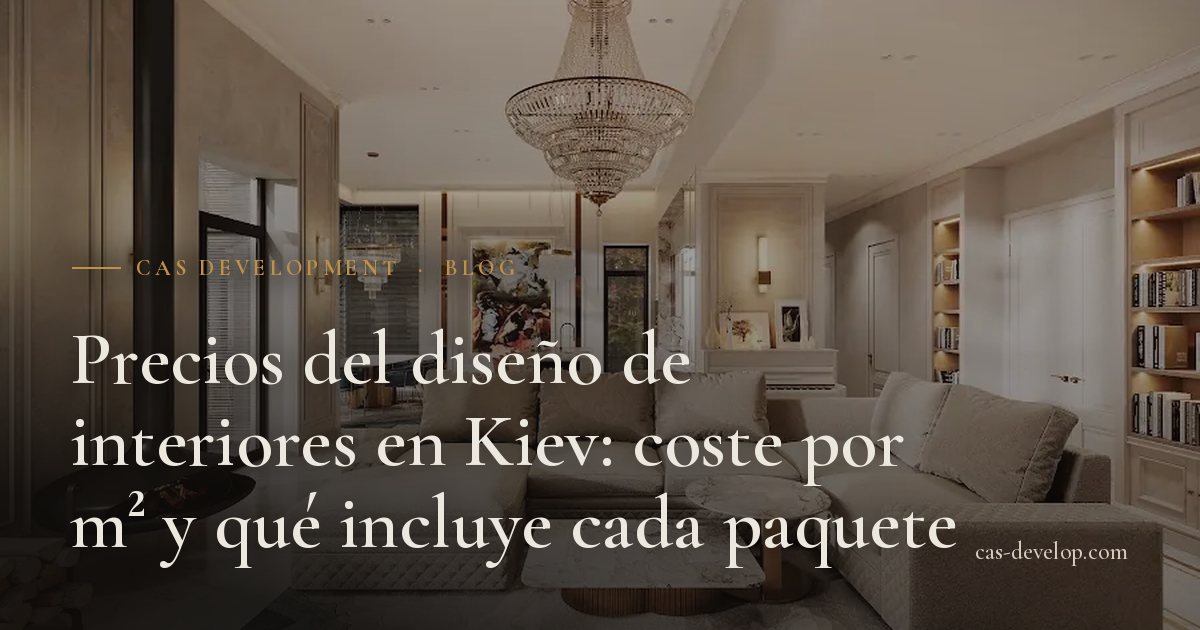 CAS DEVELOPMENT · BLOG
Precios del diseño de
interiores en Kiev: coste por
m² y qué incluye cada paquete
cas-develop.com